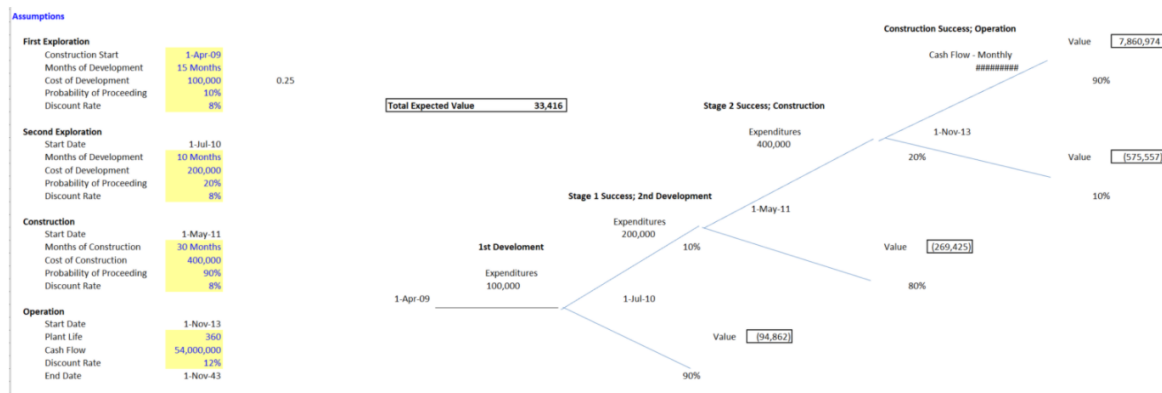 Assumptions
First Exploration
Construction Start 1-Apr-09
Months of Development 15 Months
Cost of Development 100,000 0.25
Probability of Proceeding 10%
Discount Rate 8%
Second Exploration
Start Date 1-Jul-10
Months of Development 10 Months
Cost of Development 200,000
Probability of Proceeding 20%
Discount Rate 8%
Construction
Start Date 1-May-11
Months of Construction 30 Months
Cost of Construction 400,000
Probability of Proceeding 90%
Discount Rate 8%
Operation
Start Date 1-Nov-13
Plant Life 360
Cash Flow 54,000,000
Discount Rate 12%
End Date 1-Nov-43
Total Expected Value 33,416
1st Develoment
Expenditures
100,000
1-Apr-09
Stage 1 Success; 2nd Development
Expenditures
200,000
10%
1-Jul-10
Value (94,862)
90%
Stage 2 Success; Construction
Expenditures
400,000
20%
1-May-11
Value (269,425)
80%
Construction Success; Operation
Cash Flow - Monthly
#########
Value 7,860,974
90%
1-Nov-13
Value (575,557)
10%